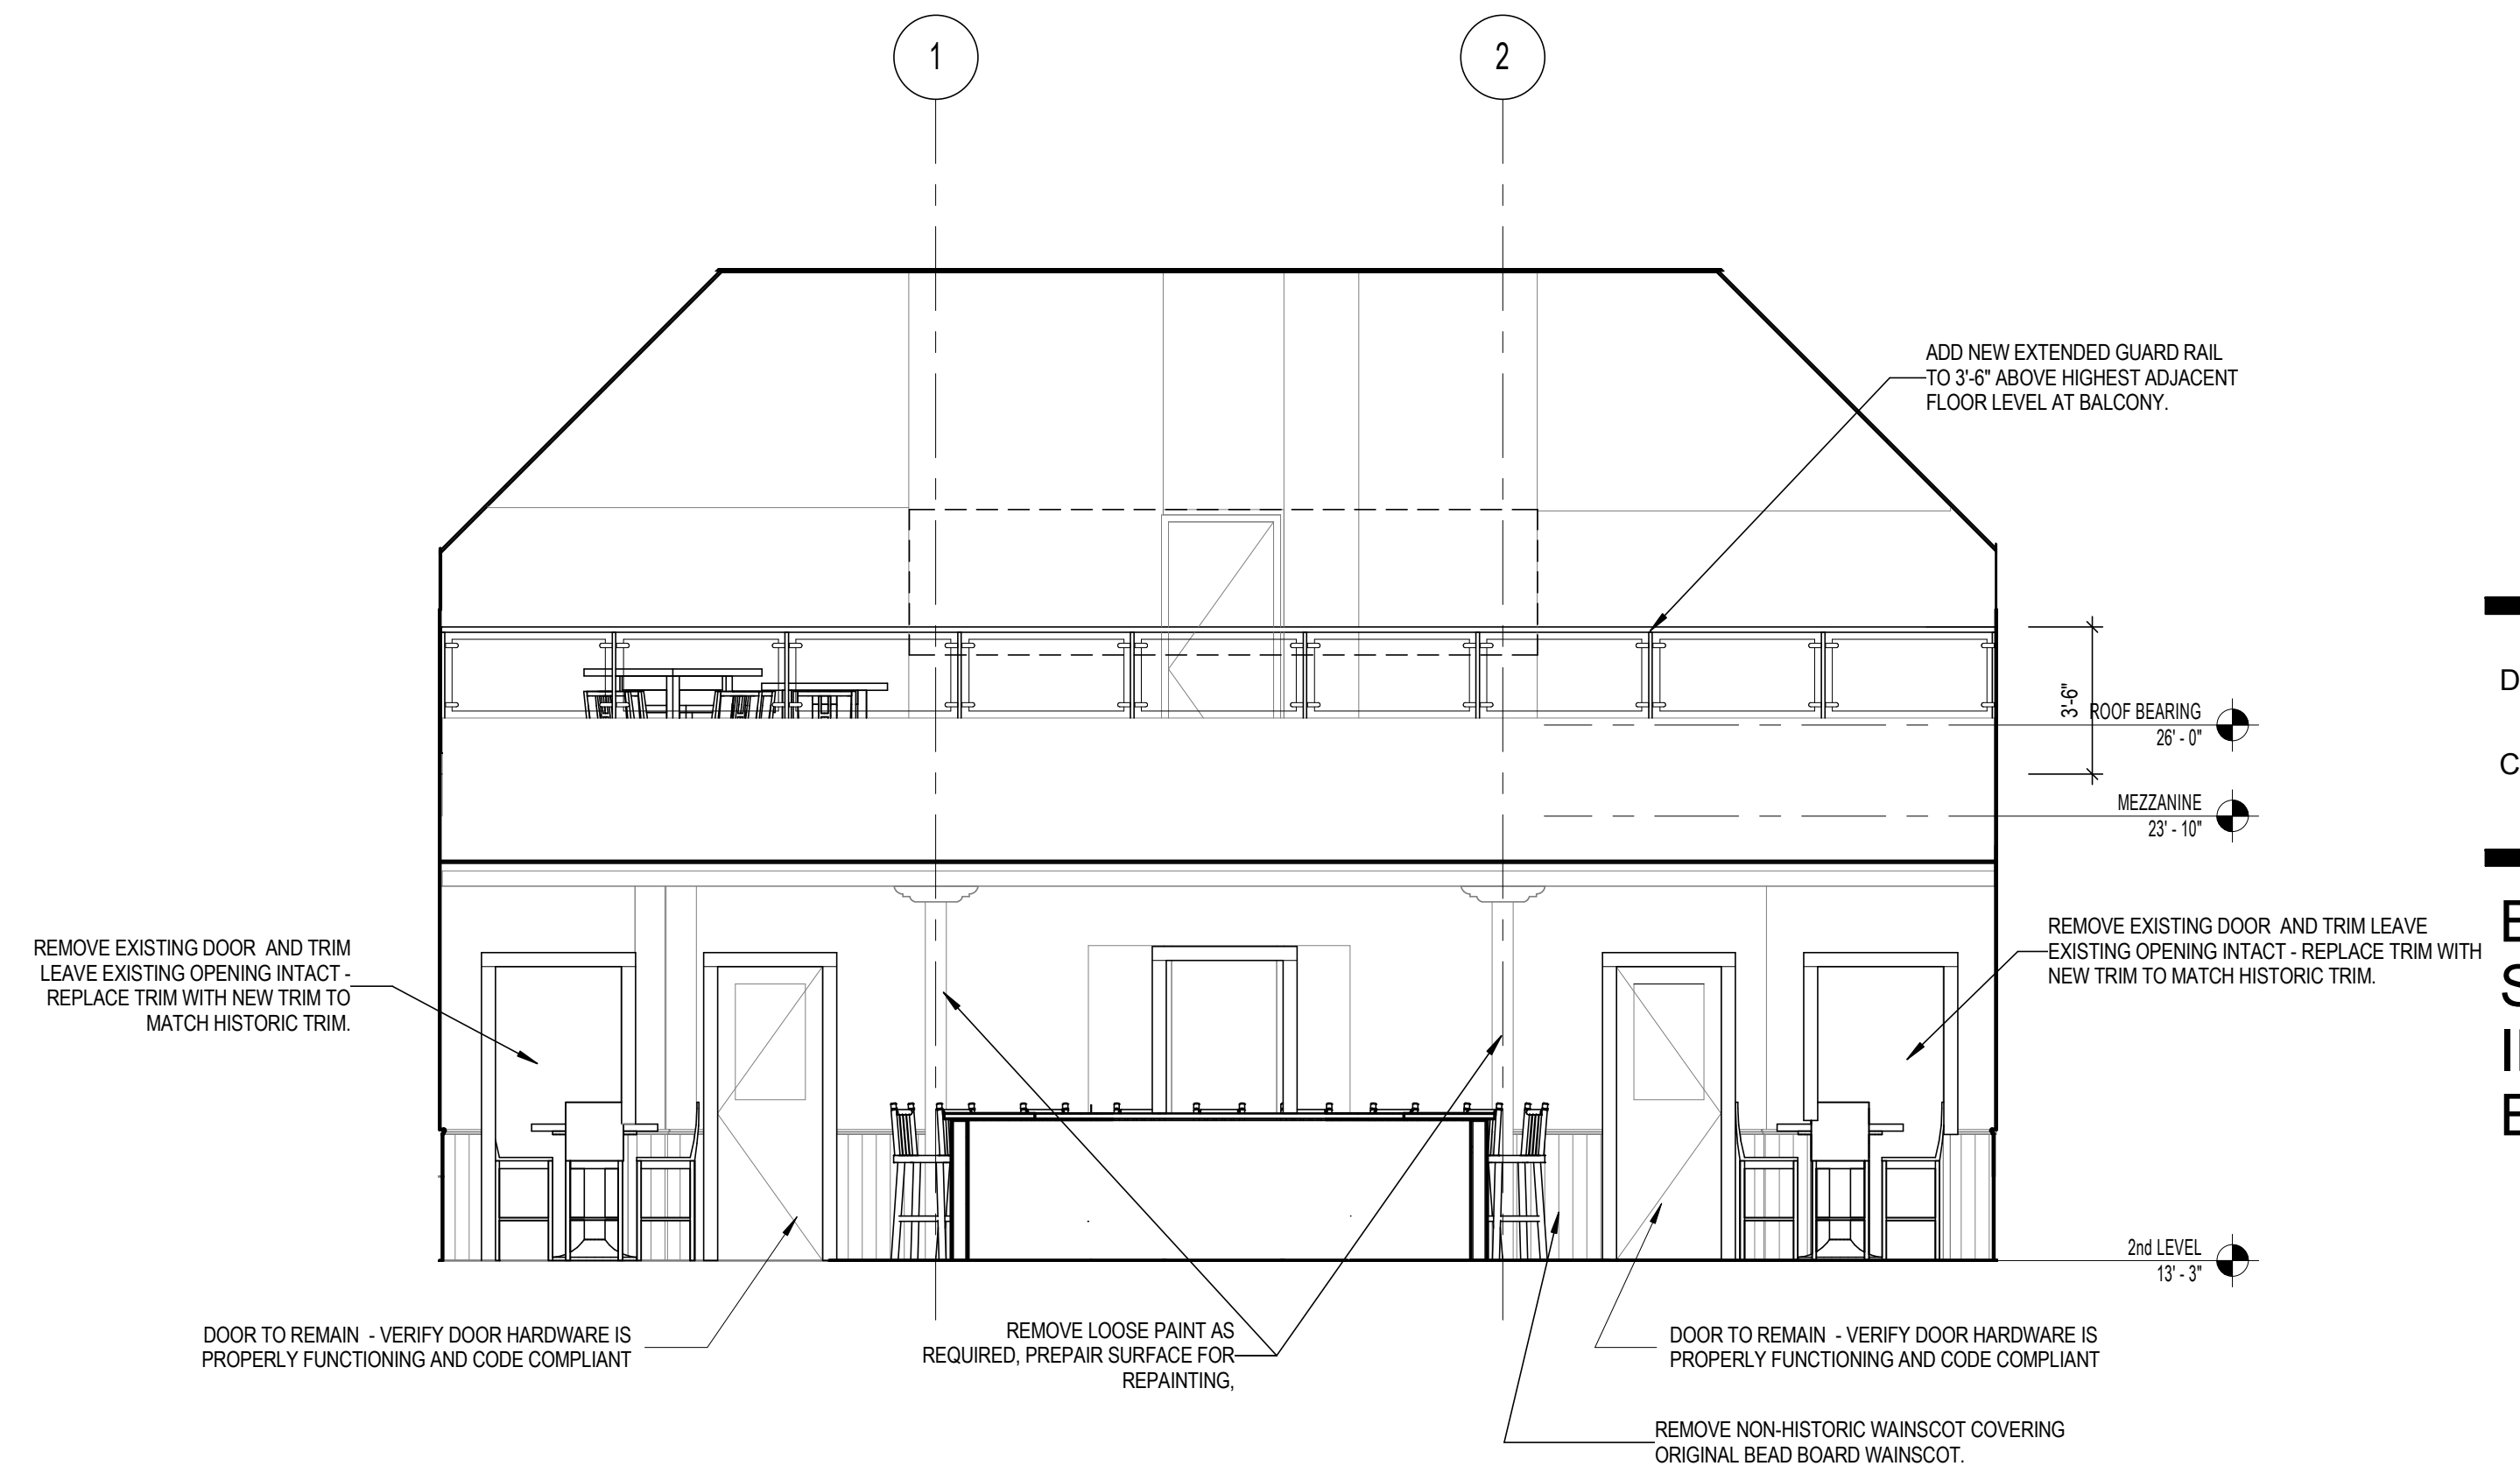 1
2
ADD NEW EXTENDED GUARD RAIL
TO 3'-6" ABOVE HIGHEST ADJACENT
FLOOR LEVEL AT BALCONY.
3'-6"
ROOF BEARING
26' - 0"
MEZZANINE
23' - 10"
REMOVE EXISTING DOOR AND TRIM
LEAVE EXISTING OPENING INTACT -
REPLACE TRIM WITH NEW TRIM TO
MATCH HISTORIC TRIM.
REMOVE EXISTING DOOR AND TRIM LEAVE
EXISTING OPENING INTACT - REPLACE TRIM WITH
NEW TRIM TO MATCH HISTORIC TRIM.
2nd LEVEL
13' - 3"
DOOR TO REMAIN - VERIFY DOOR HARDWARE IS
PROPERLY FUNCTIONING AND CODE COMPLIANT
REMOVE LOOSE PAINT AS
REQUIRED, PREPAIR SURFACE FOR
REPAINTING,
DOOR TO REMAIN - VERIFY DOOR HARDWARE IS
PROPERLY FUNCTIONING AND CODE COMPLIANT
REMOVE NON-HISTORIC WAINSCOT COVERING
ORIGINAL BEAD BOARD WAINSCOT.